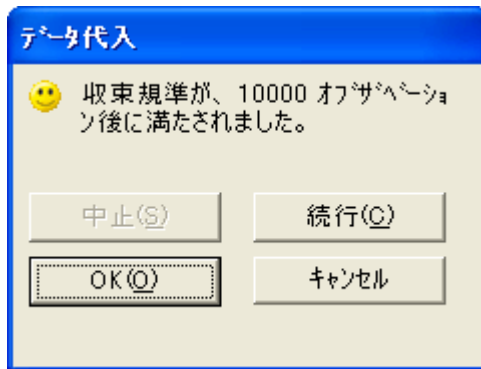 ﾃﾞｰﾀ代入
収束規準が、 10000 ｵﾌﾞｻﾞﾍﾞｰｼｮ
ﾝ後に満たされました。
中止(S)
続行(C)
OK(O)
ｷｬﾝｾﾙ